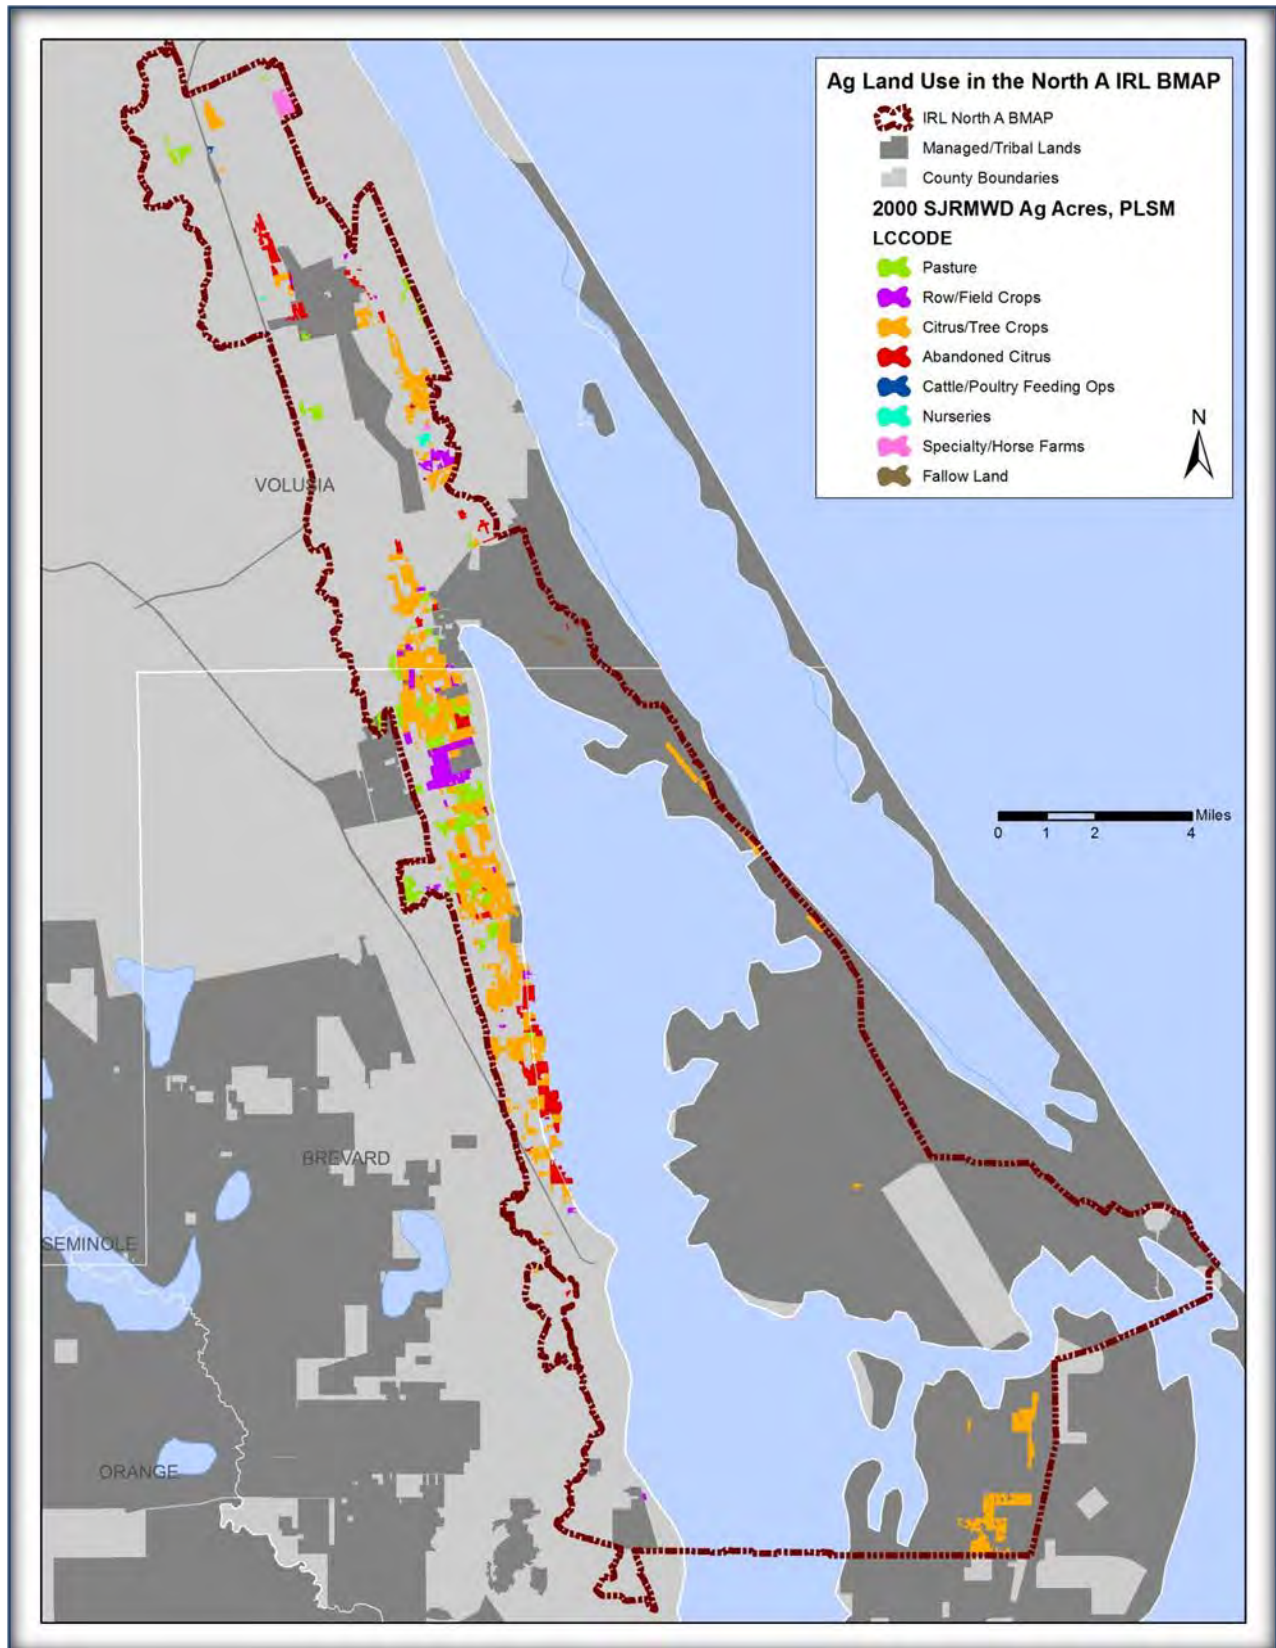 Ag Land Use in the North A IRL BMAP
IRL North A BMAP
Managed/Tribal Lands
County Boundaries
2000 SJRMWD Ag Acres, PLSM
LCCODE
Pasture
Row/Field Crops
Citrus/Tree Crops
Abandoned Citrus
Cattle/Poultry Feeding Ops
Nurseries
Specialty/Horse Farms
Fallow Land
N
VOLUSIA
Miles
0 1 2 4
BREVARD
SEMINOLE
ORANGE